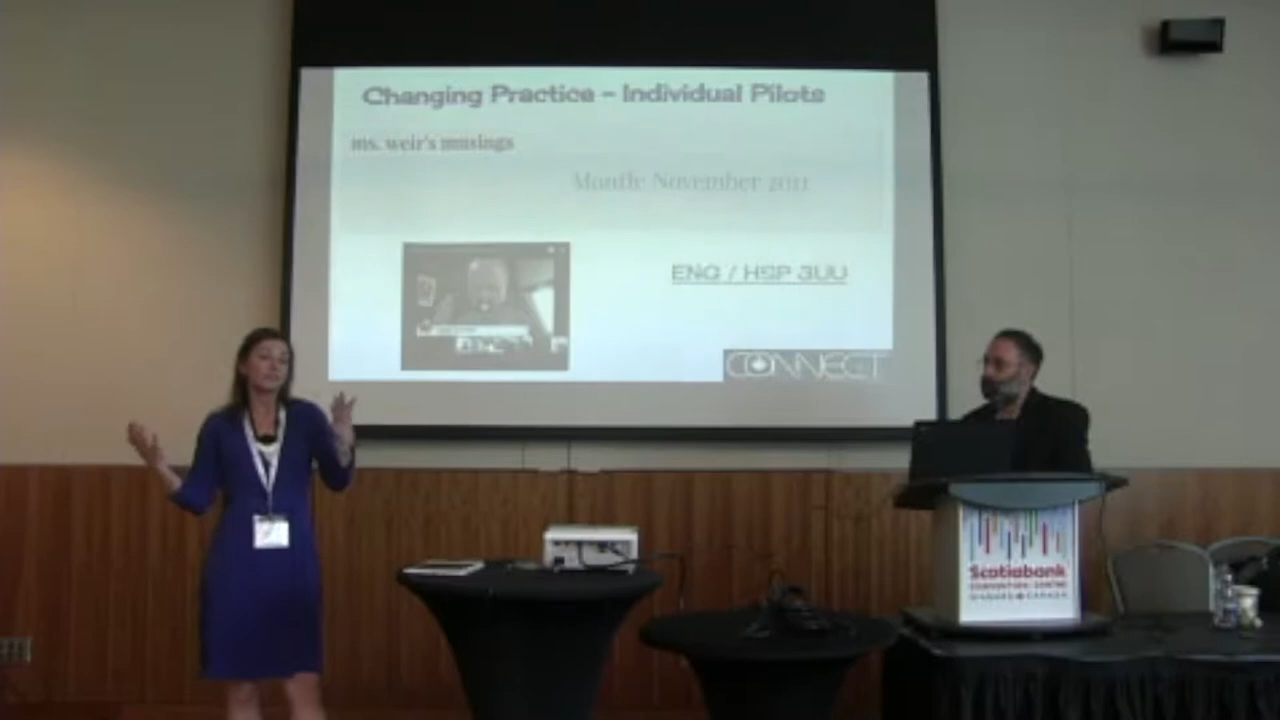 Changing Practice - Individual Pilots
ms. weir's musings
Month: November 2011
ENG / HSP 3UU
CONNECT
Scotiabank
CONVENTION CENTRE
NIAGARA CANADA